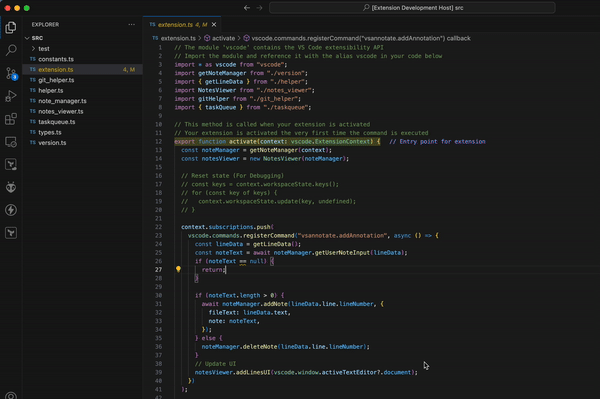 [Extension Development Host] src
EXPLORER
SRC
test
constants.ts
extension.ts 4, M
git_helper.ts
helper.ts
note_manager.ts
notes_viewer.ts
taskqueue.ts
types.ts
version.ts
TS extension.ts 4, M
TS extension.ts > activate > vscode.commands.registerCommand("vsannotate.addAnnotation") callback
1 // The module 'vscode' contains the VS Code extensibility API
2 // Import the module and reference it with the alias vscode in your code below
3 import * as vscode from "vscode";
4 import getNoteManager from "./version";
5 import { getLineData } from "./helper";
6 import NotesViewer from "./notes_viewer";
7 import gitHelper from "./git_helper";
8 import { taskQueue } from "./taskqueue";
9
10 // This method is called when your extension is activated
11 // Your extension is activated the very first time the command is executed
12 export function activate(context: vscode.ExtensionContext) { // Entry point for extension
13 const noteManager = getNoteManager(context);
14 const notesViewer = new NotesViewer(noteManager);
15
16 // Reset state (For Debugging)
17 // const keys = context.workspaceState.keys();
18 // for (const key of keys) {
19 // context.workspaceState.update(key, undefined);
20 // }
21
22 context.subscriptions.push(
23 vscode.commands.registerCommand("vsannotate.addAnnotation", async () => {
24 const lineData = getLineData();
25 const noteText = await noteManager.getUserNoteInput(lineData);
26 if (noteText == null) {
27 return;
28 }
29
30 if (noteText.length > 0) {
31 await noteManager.addNote(lineData.line.lineNumber, {
32 fileText: lineData.text,
33 note: noteText,
34 });
35 } else {
36 noteManager.deleteNote(lineData.line.lineNumber);
37 }
38 // Update UI
39 notesViewer.addLinesUI(vscode.window.activeTextEditor?.document);
40 })
41 );